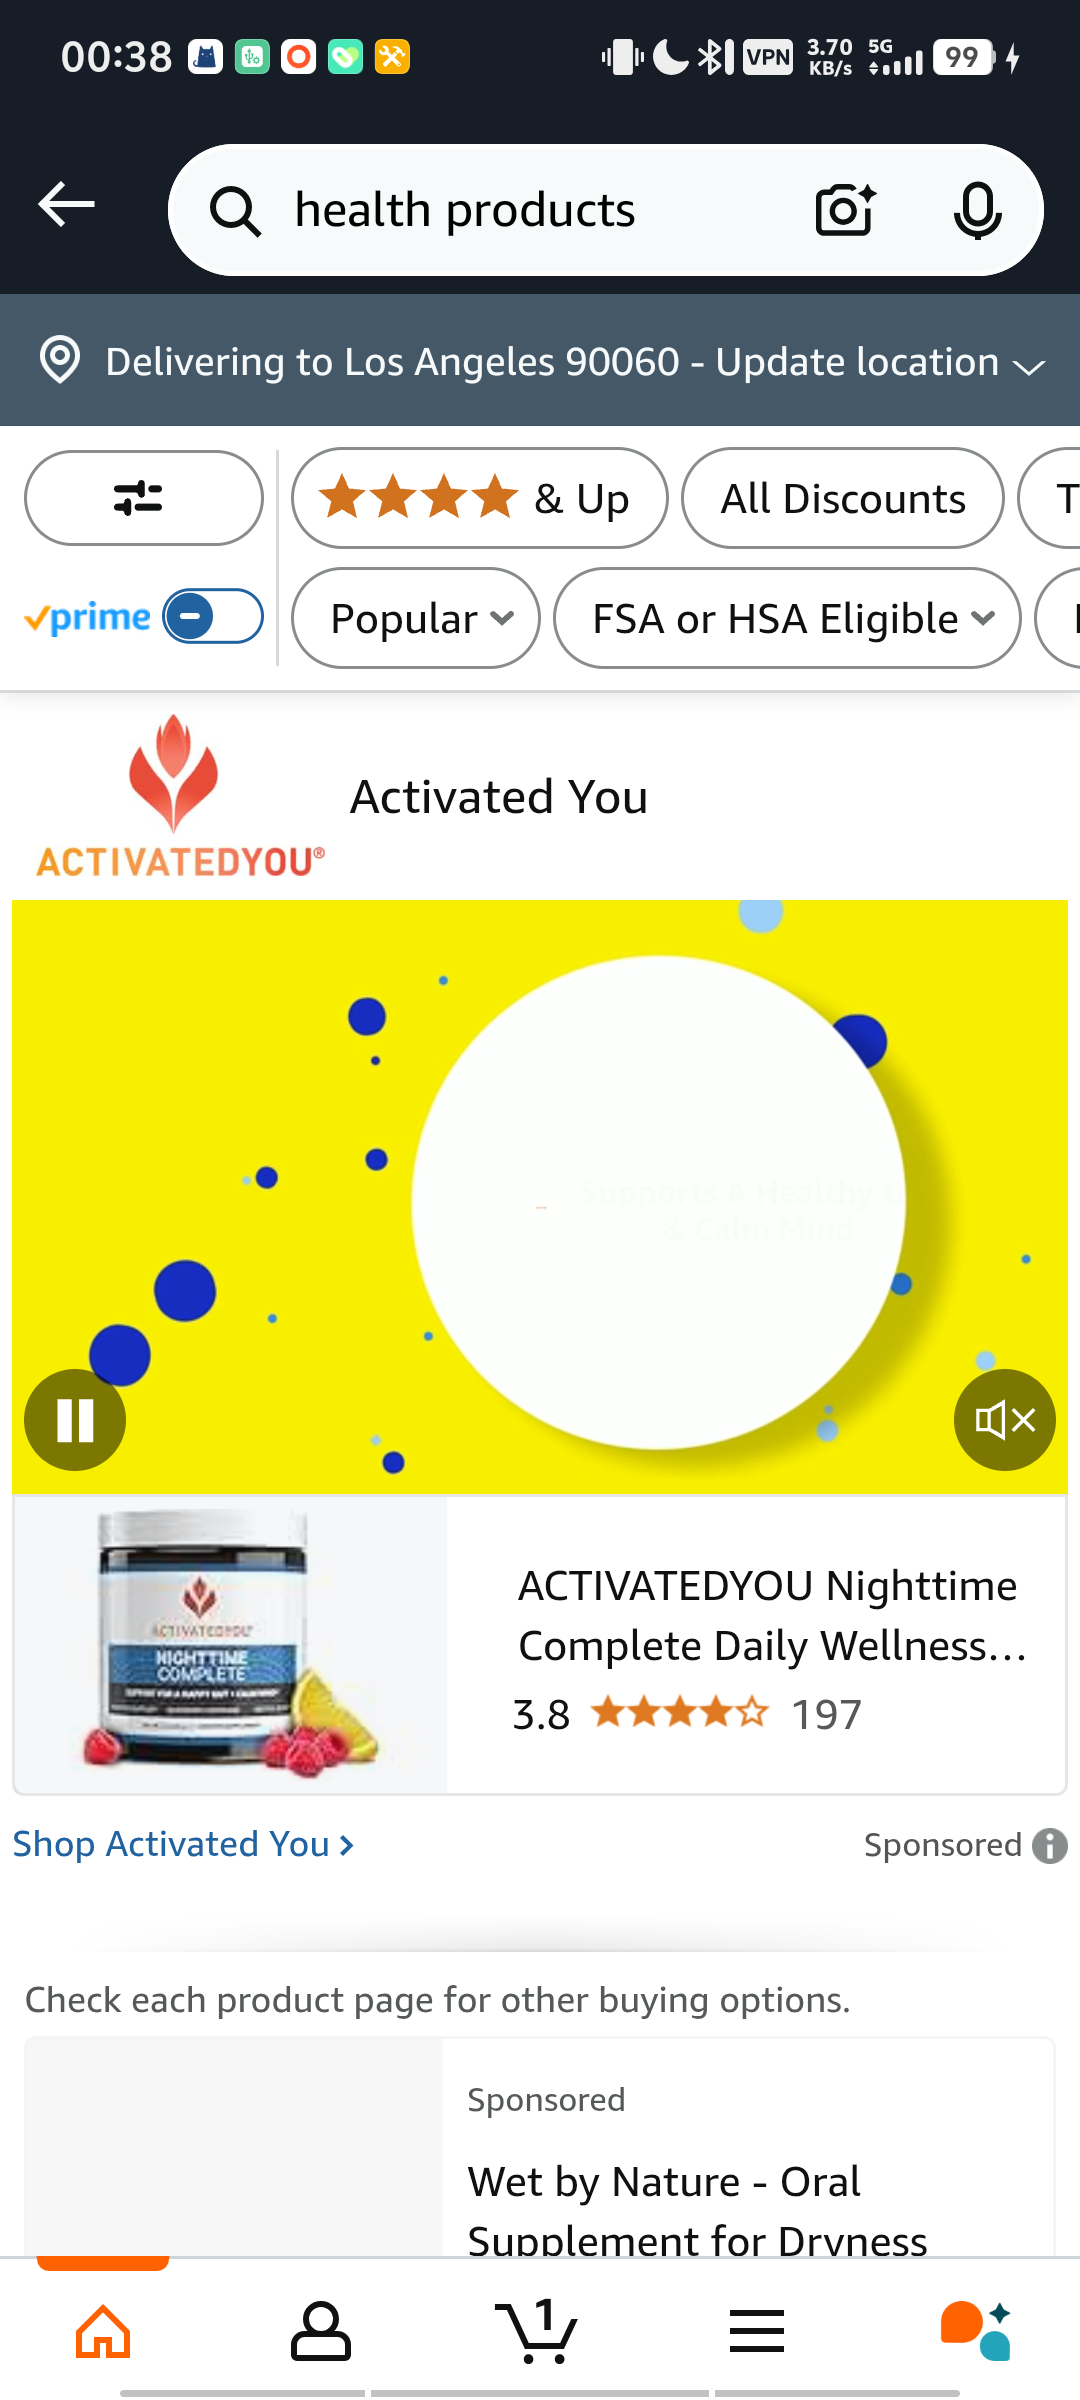 00:38
VPN
3.70
KB/s
5G
99
health products
Delivering to Los Angeles 90060 - Update location
& Up
All Discounts
T
prime
Popular
FSA or HSA Eligible
Activated You
ACTIVATEDYOU®
Supports A Healthy
& Calm Mind
ACTIVATEDYOU
NIGHTTIME
COMPLETE
ACTIVATEDYOU Nighttime
Complete Daily Wellness...
3.8
197
Shop Activated You
Sponsored
Check each product page for other buying options.
Sponsored
Wet by Nature - Oral
Supplement for Dryness
1